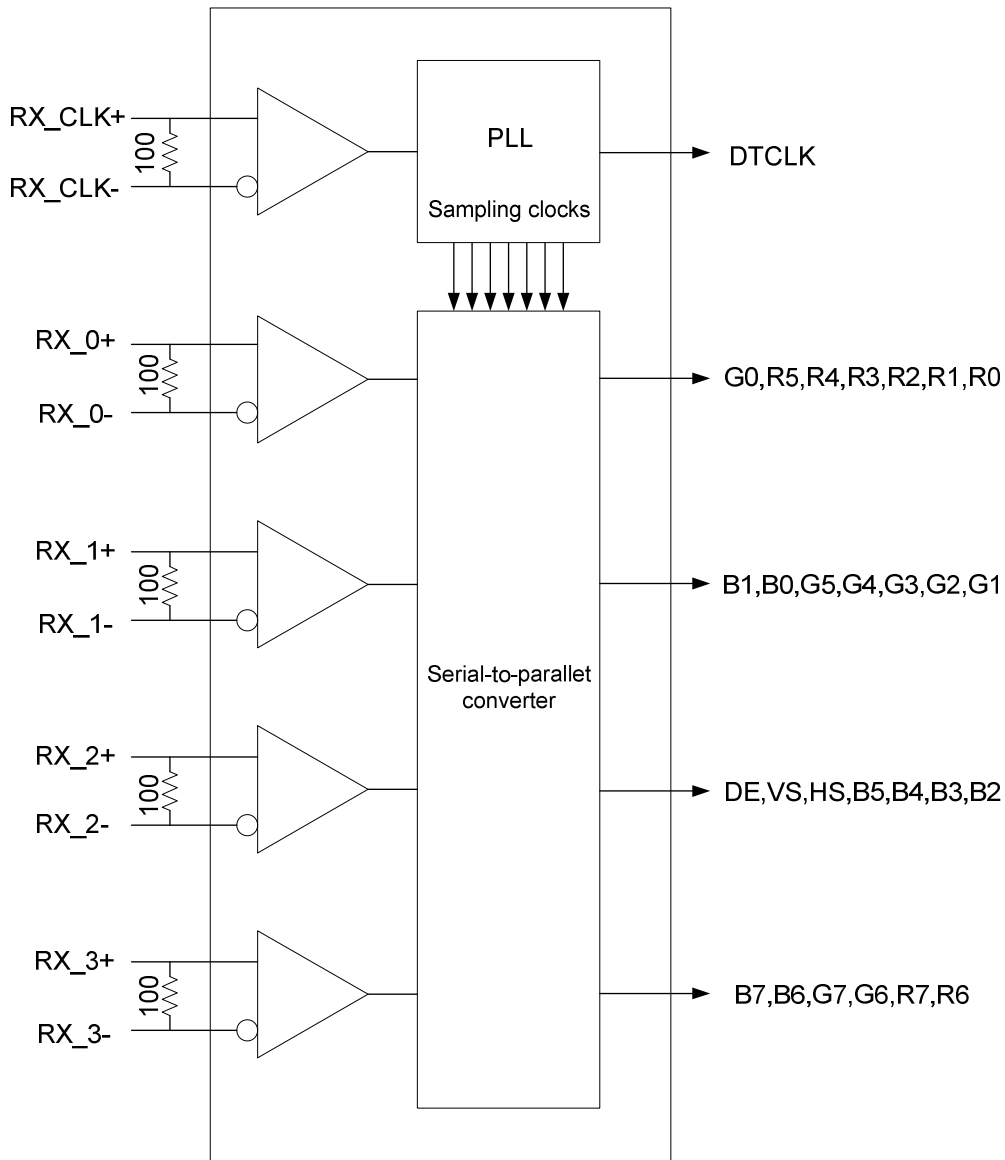 RX_CLK+
100
RX_CLK-
PLL
Sampling clocks
DTCLK
RX_0+
100
RX_0-
G0,R5,R4,R3,R2,R1,R0
RX_1+
100
RX_1-
B1,B0,G5,G4,G3,G2,G1
Serial-to-parallet
converter
RX_2+
100
RX_2-
DE,VS,HS,B5,B4,B3,B2
RX_3+
100
RX_3-
B7,B6,G7,G6,R7,R6